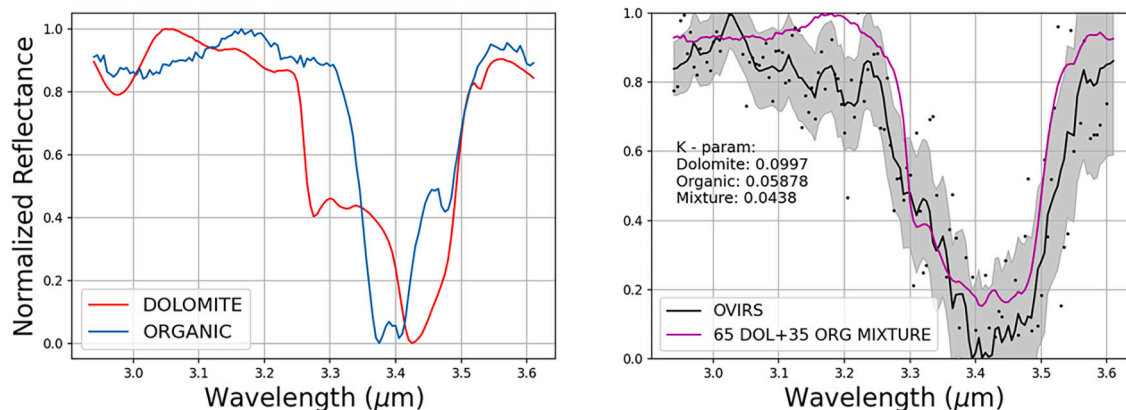 Normalized Reflectance
1.0
0.8
0.6
0.4
0.2
0.0
DOLOMITE
ORGANIC
3.0 3.1 3.2 3.3 3.4 3.5 3.6
Wavelength (μm)
1.0
0.8
0.6
0.4
0.2
0.0
K - param:
Dolomite: 0.0997
Organic: 0.05878
Mixture: 0.0438
OVIRS
65 DOL+35 ORG MIXTURE
3.0 3.1 3.2 3.3 3.4 3.5 3.6
Wavelength (μm)